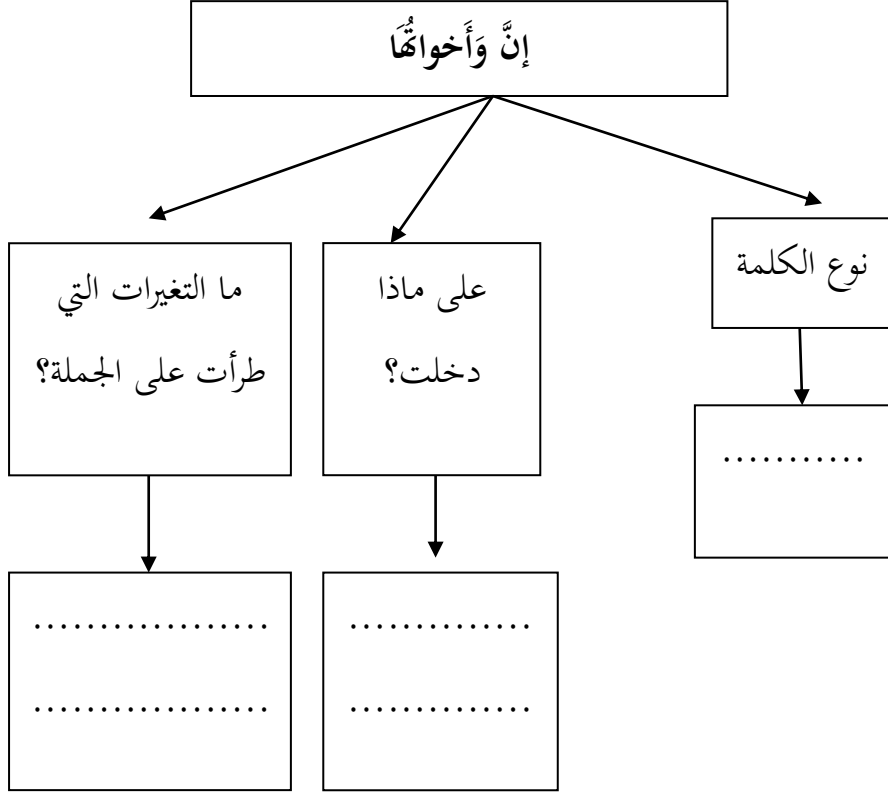 إنَّ وَأَخواتُهَا
نوع الكلمة
...........
على ماذا
دخلت؟
..............
..............
ما التغيرات التي
طرأت على الجملة؟
..................
..................